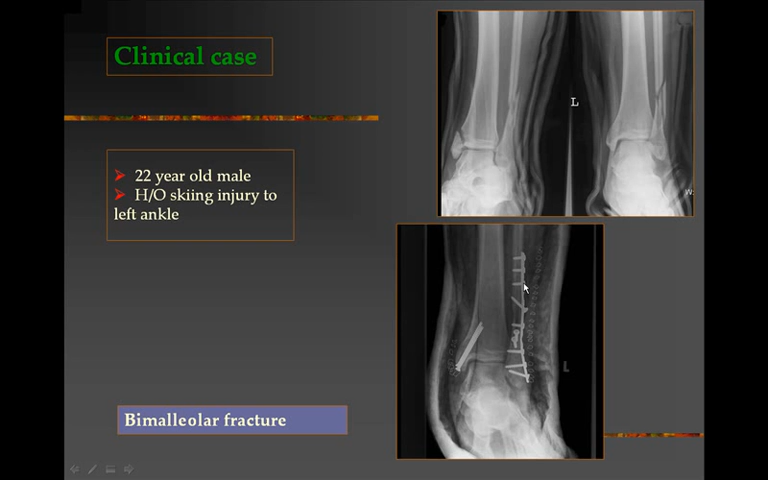 Clinical case
L
22 year old male
H/O skiing injury to
left ankle
L
Bimalleolar fracture